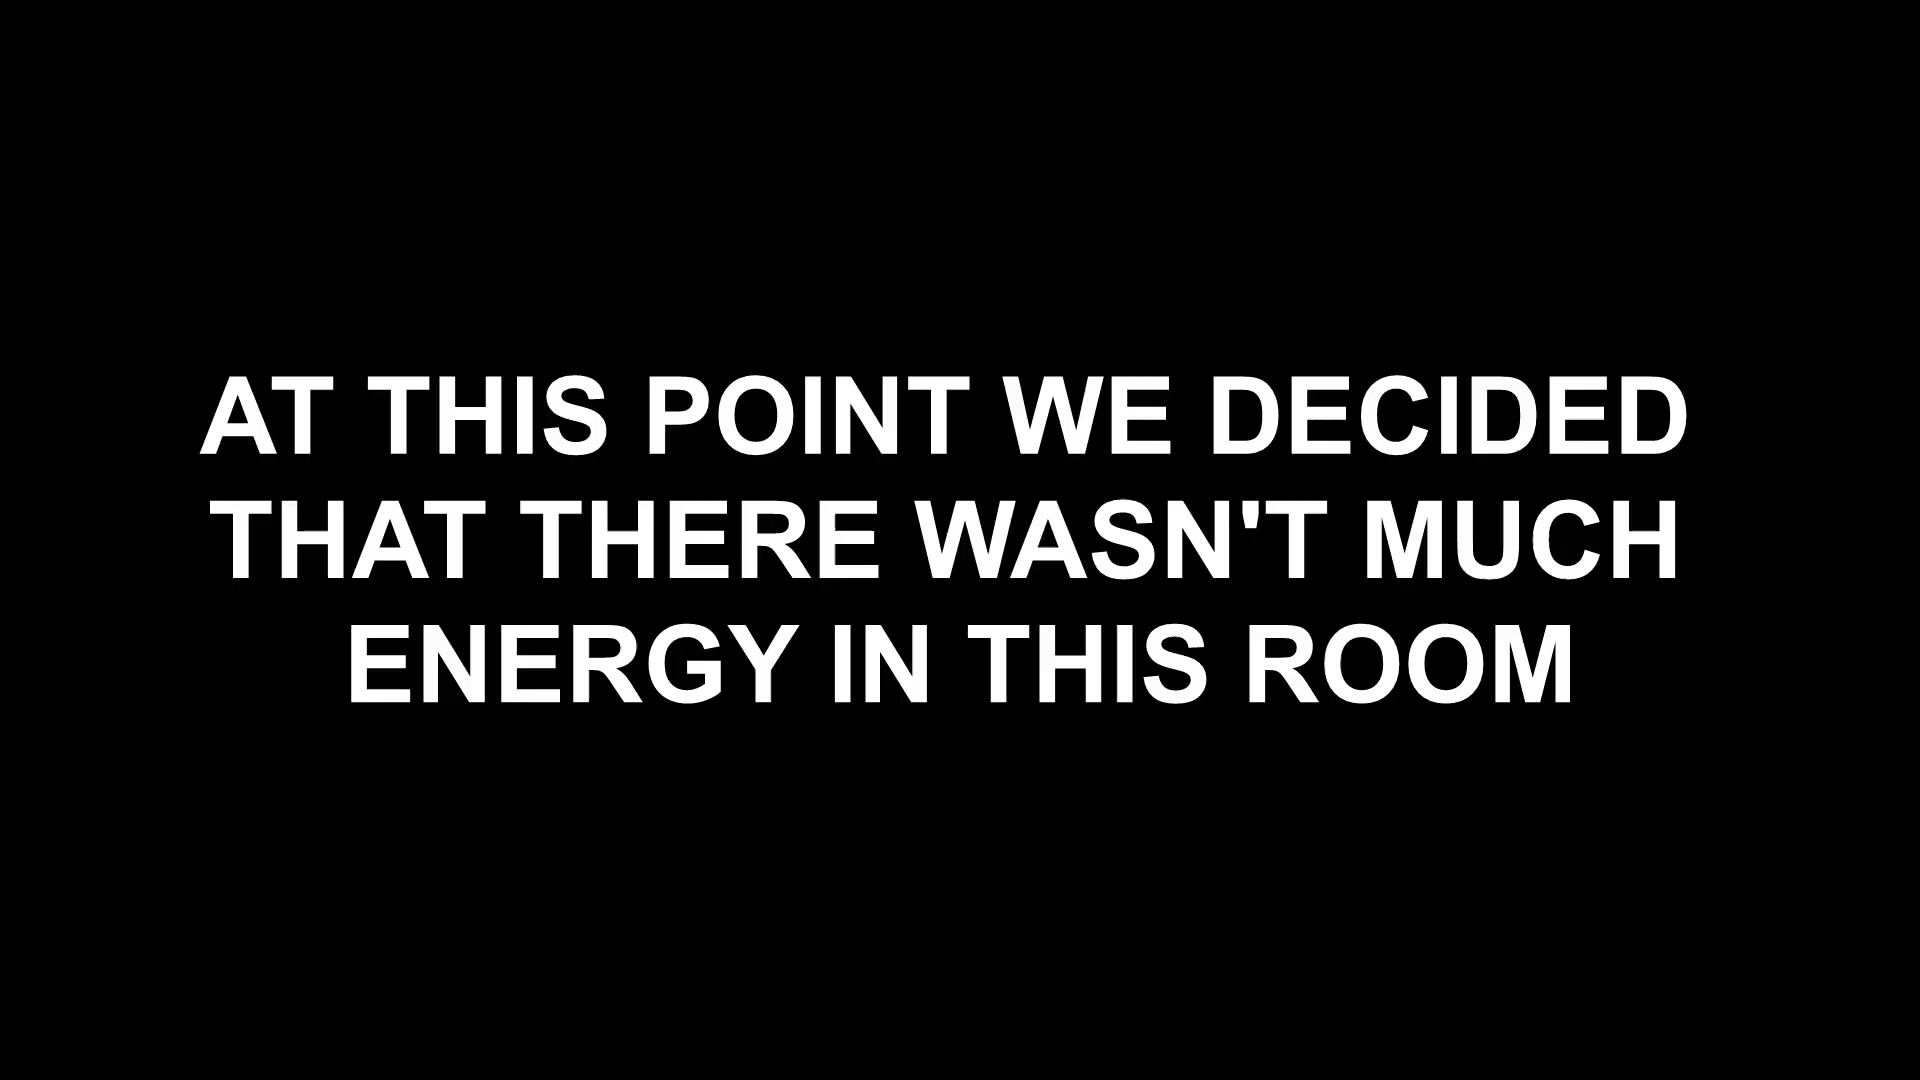 AT THIS POINT WE DECIDED
THAT THERE WASN'T MUCH
ENERGY IN THIS ROOM